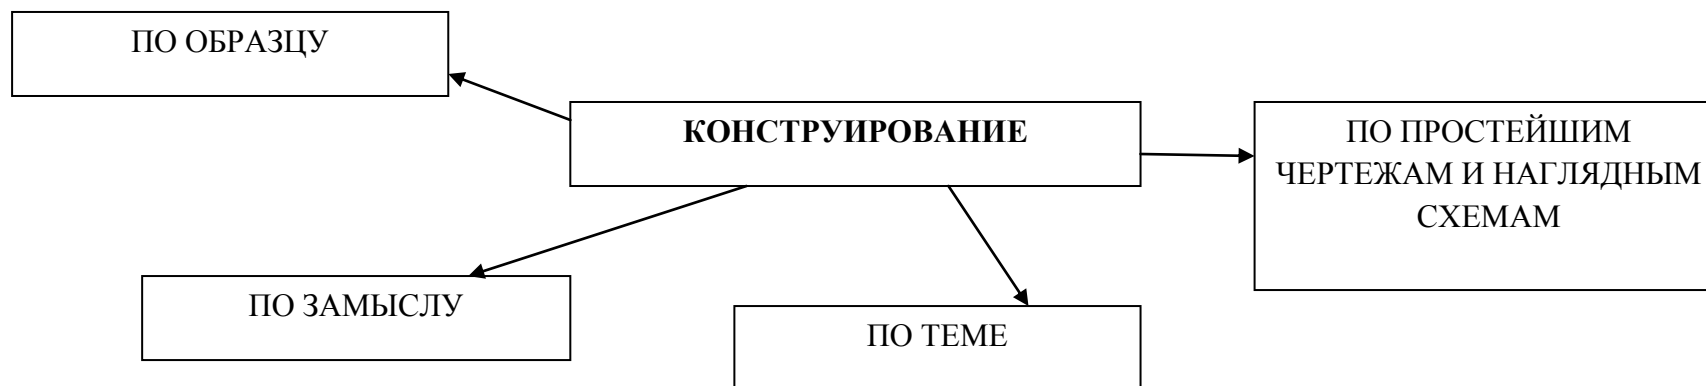 ПО ОБРАЗЦУ
КОНСТРУИРОВАНИЕ
ПО ПРОСТЕЙШИМ
ЧЕРТЕЖАМ И НАГЛЯДНЫМ
СХЕМАМ
ПО ЗАМЫСЛУ
ПО ТЕМЕ